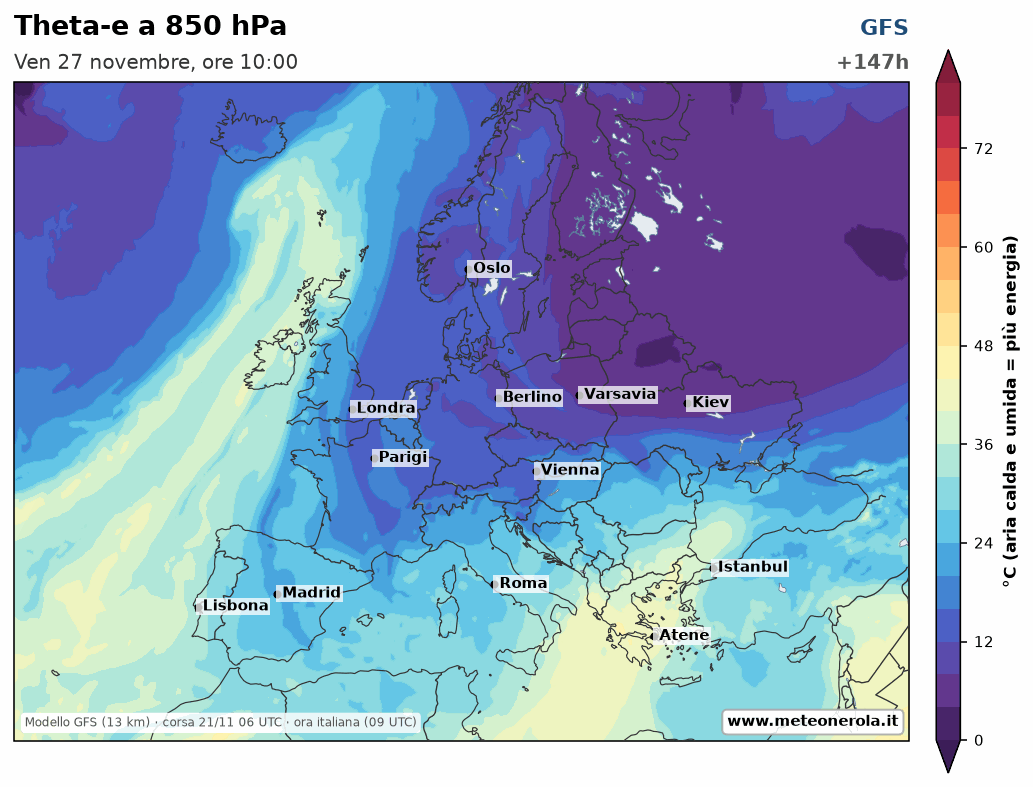 Theta-e a 850 hPa
GFS
Ven 27 novembre, ore 10:00
+147h
72
60
48
36
24
12
0
°C (aria calda e umida = più energia)
Oslo
Berlino
Varsavia
Kiev
Londra
Parigi
Vienna
Istanbul
Roma
Madrid
Lisbona
Atene
Modello GFS (13 km) · corsa 21/11 06 UTC · ora italiana (09 UTC)
www.meteonerola.it